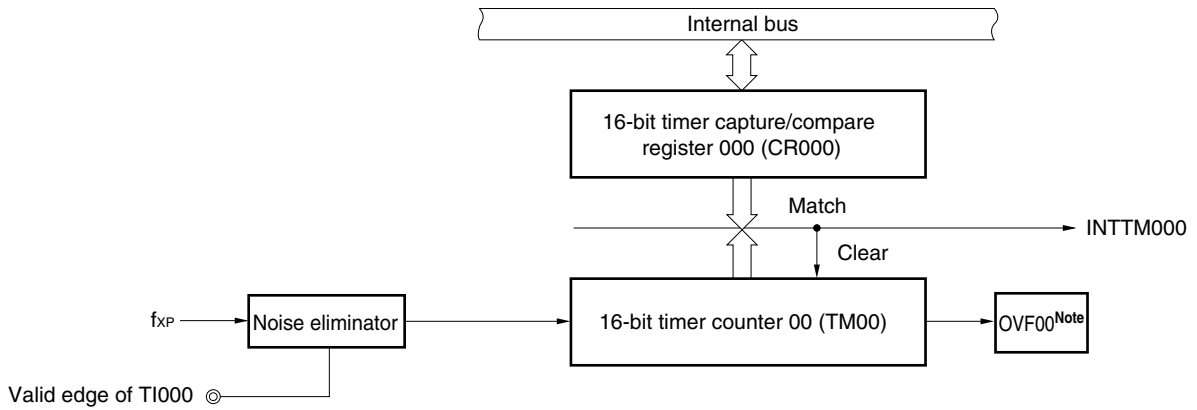 Internal bus
16-bit timer capture/compare
register 000 (CR000)
Match
INTTM000
Clear
fXP
Noise eliminator
16-bit timer counter 00 (TM00)
OVF00Note
Valid edge of TI000